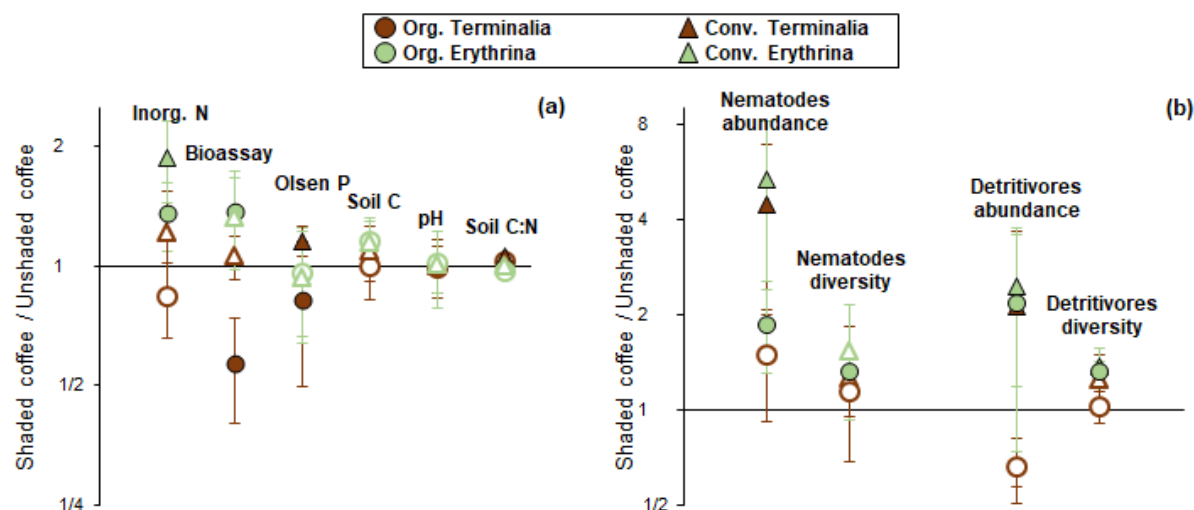 Org. Terminalia
Conv. Terminalia
Org. Erythrina
Conv. Erythrina
Shaded coffee / Unshaded coffee
2
1
1/2
1/4
Inorg. N
Bioassay
Olsen P
Soil C
pH
Soil C:N
(a)
Shaded coffee / Unshaded coffee
8
4
2
1
1/2
Nematodes
abundance
Nematodes
diversity
Detritivores
abundance
Detritivores
diversity
(b)